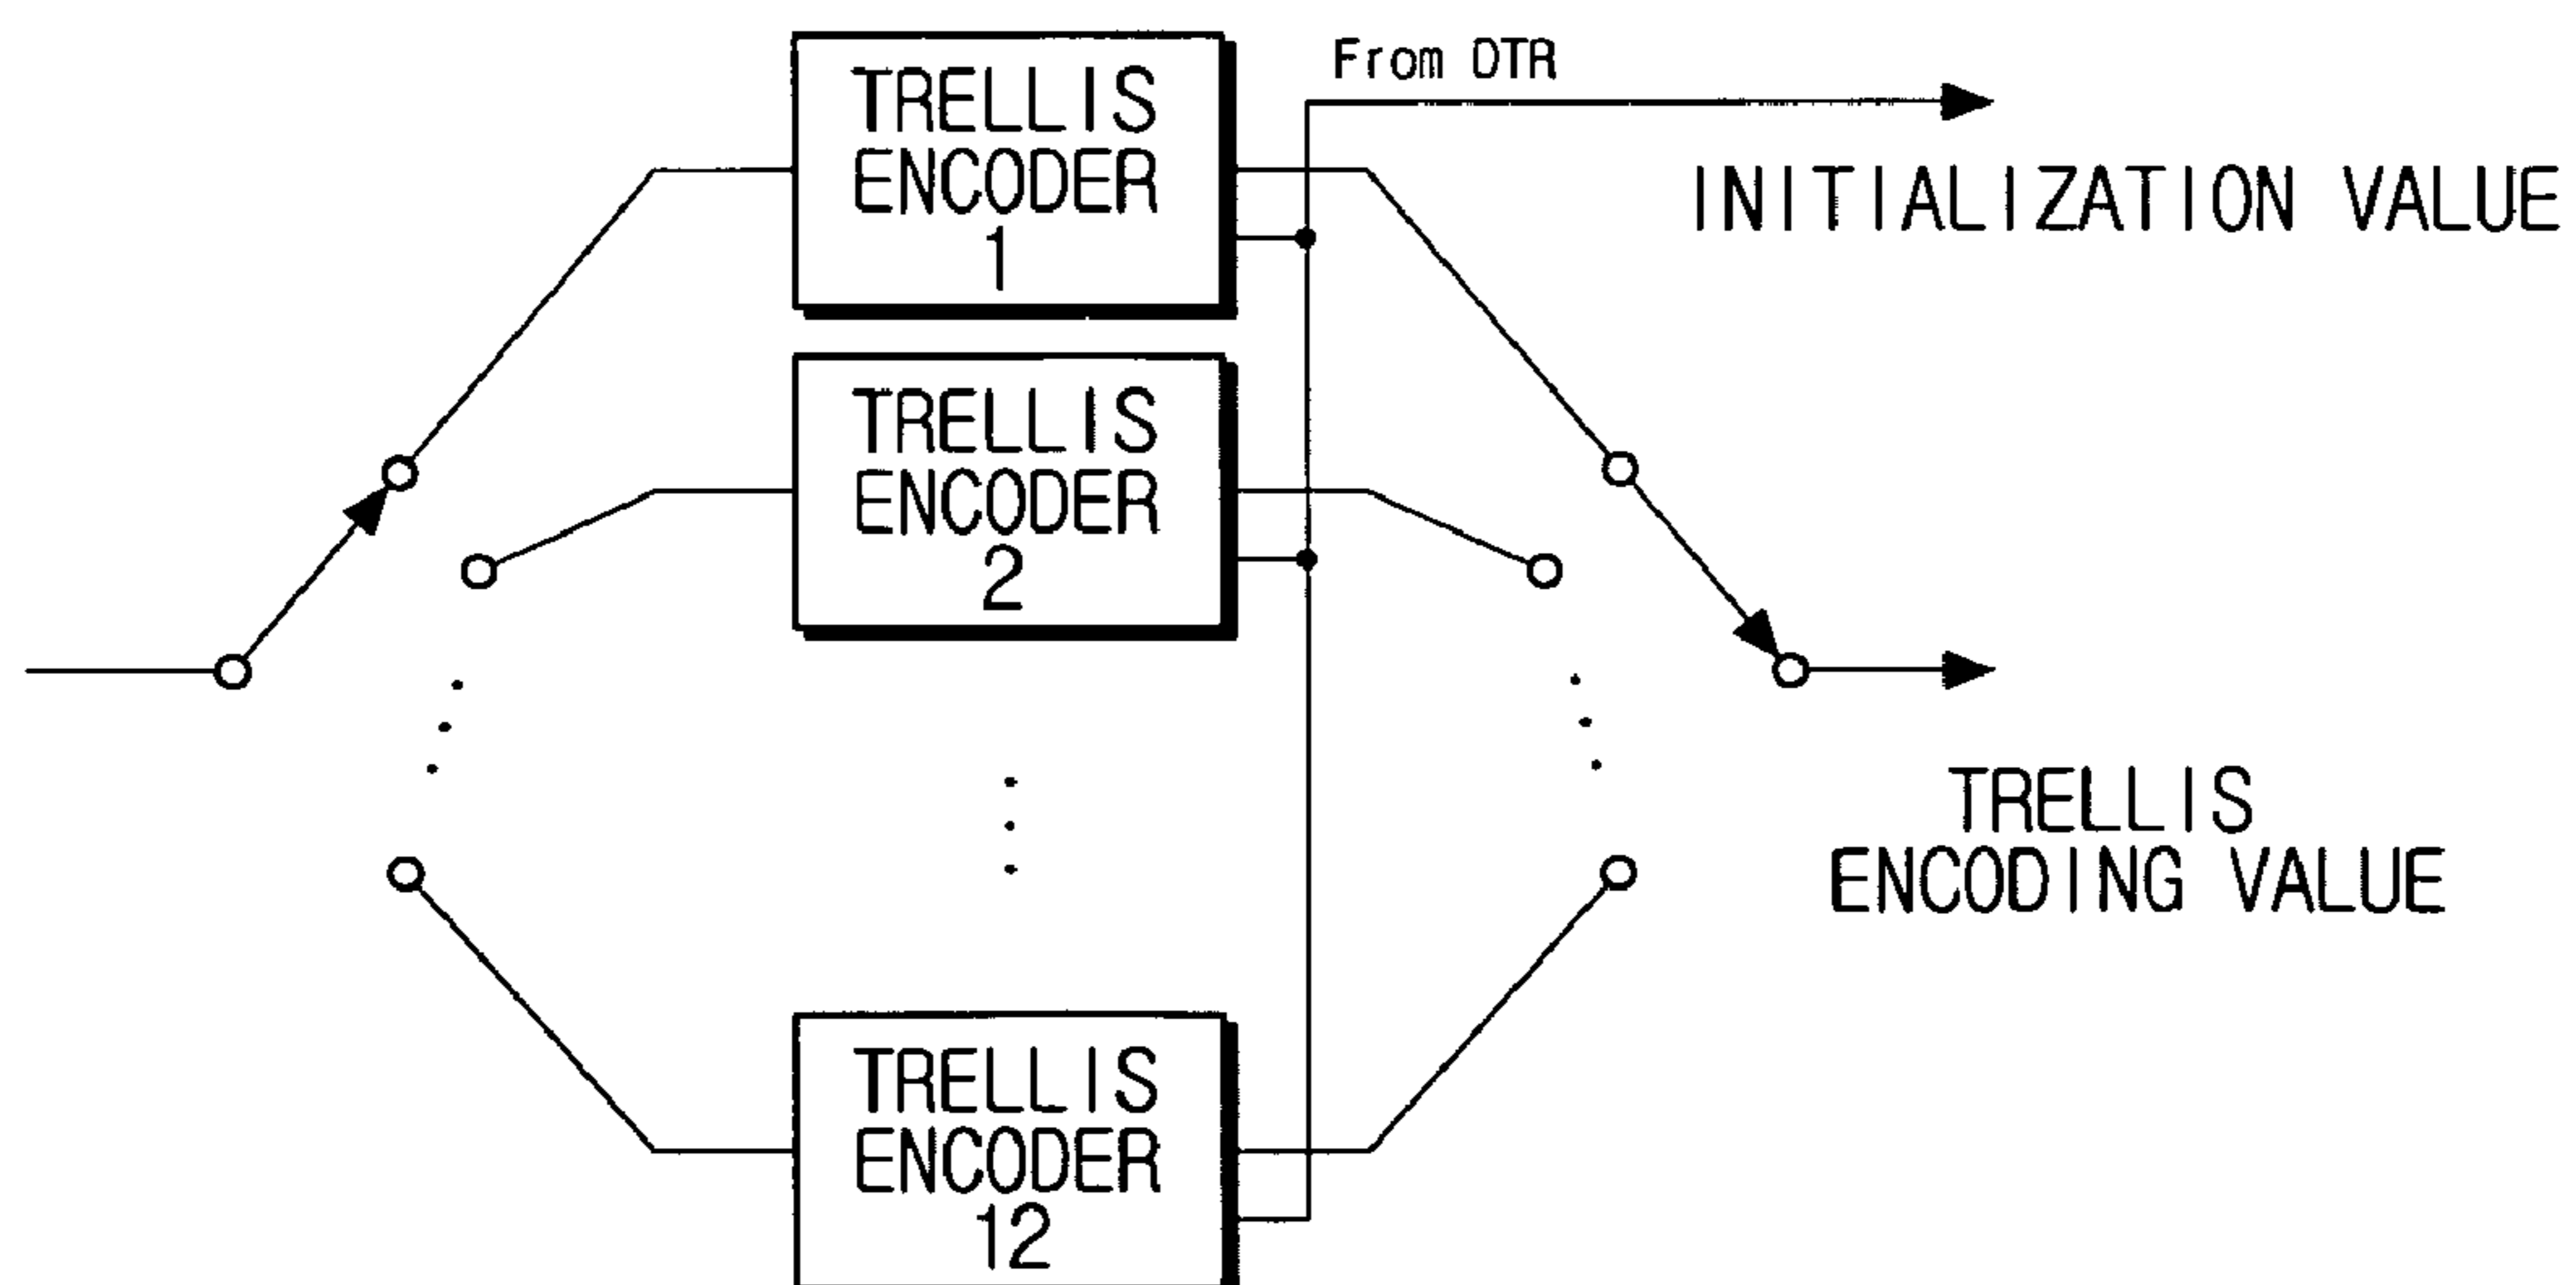 TRELLIS
ENCODER
1
From DTR
INITIALIZATION VALUE
TRELLIS
ENCODER
2
TRELLIS
ENCODING VALUE
TRELLIS
ENCODER
12